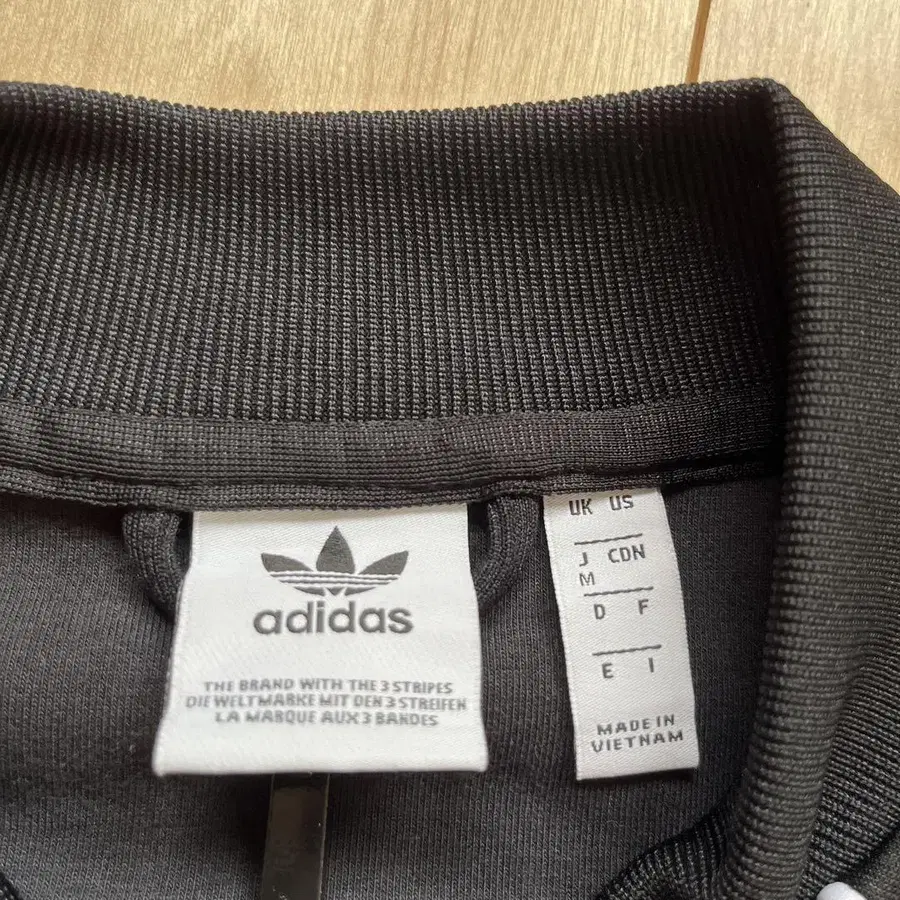 adidas
THE BRAND WITH THE 3 STRIPES
DIE WELTMARKE MIT DEN 3 STREIFEN
LA MARQUE AUX 3 BANDES
UK US
J CDN
M
D F
E I
MADE IN
VIETNAM